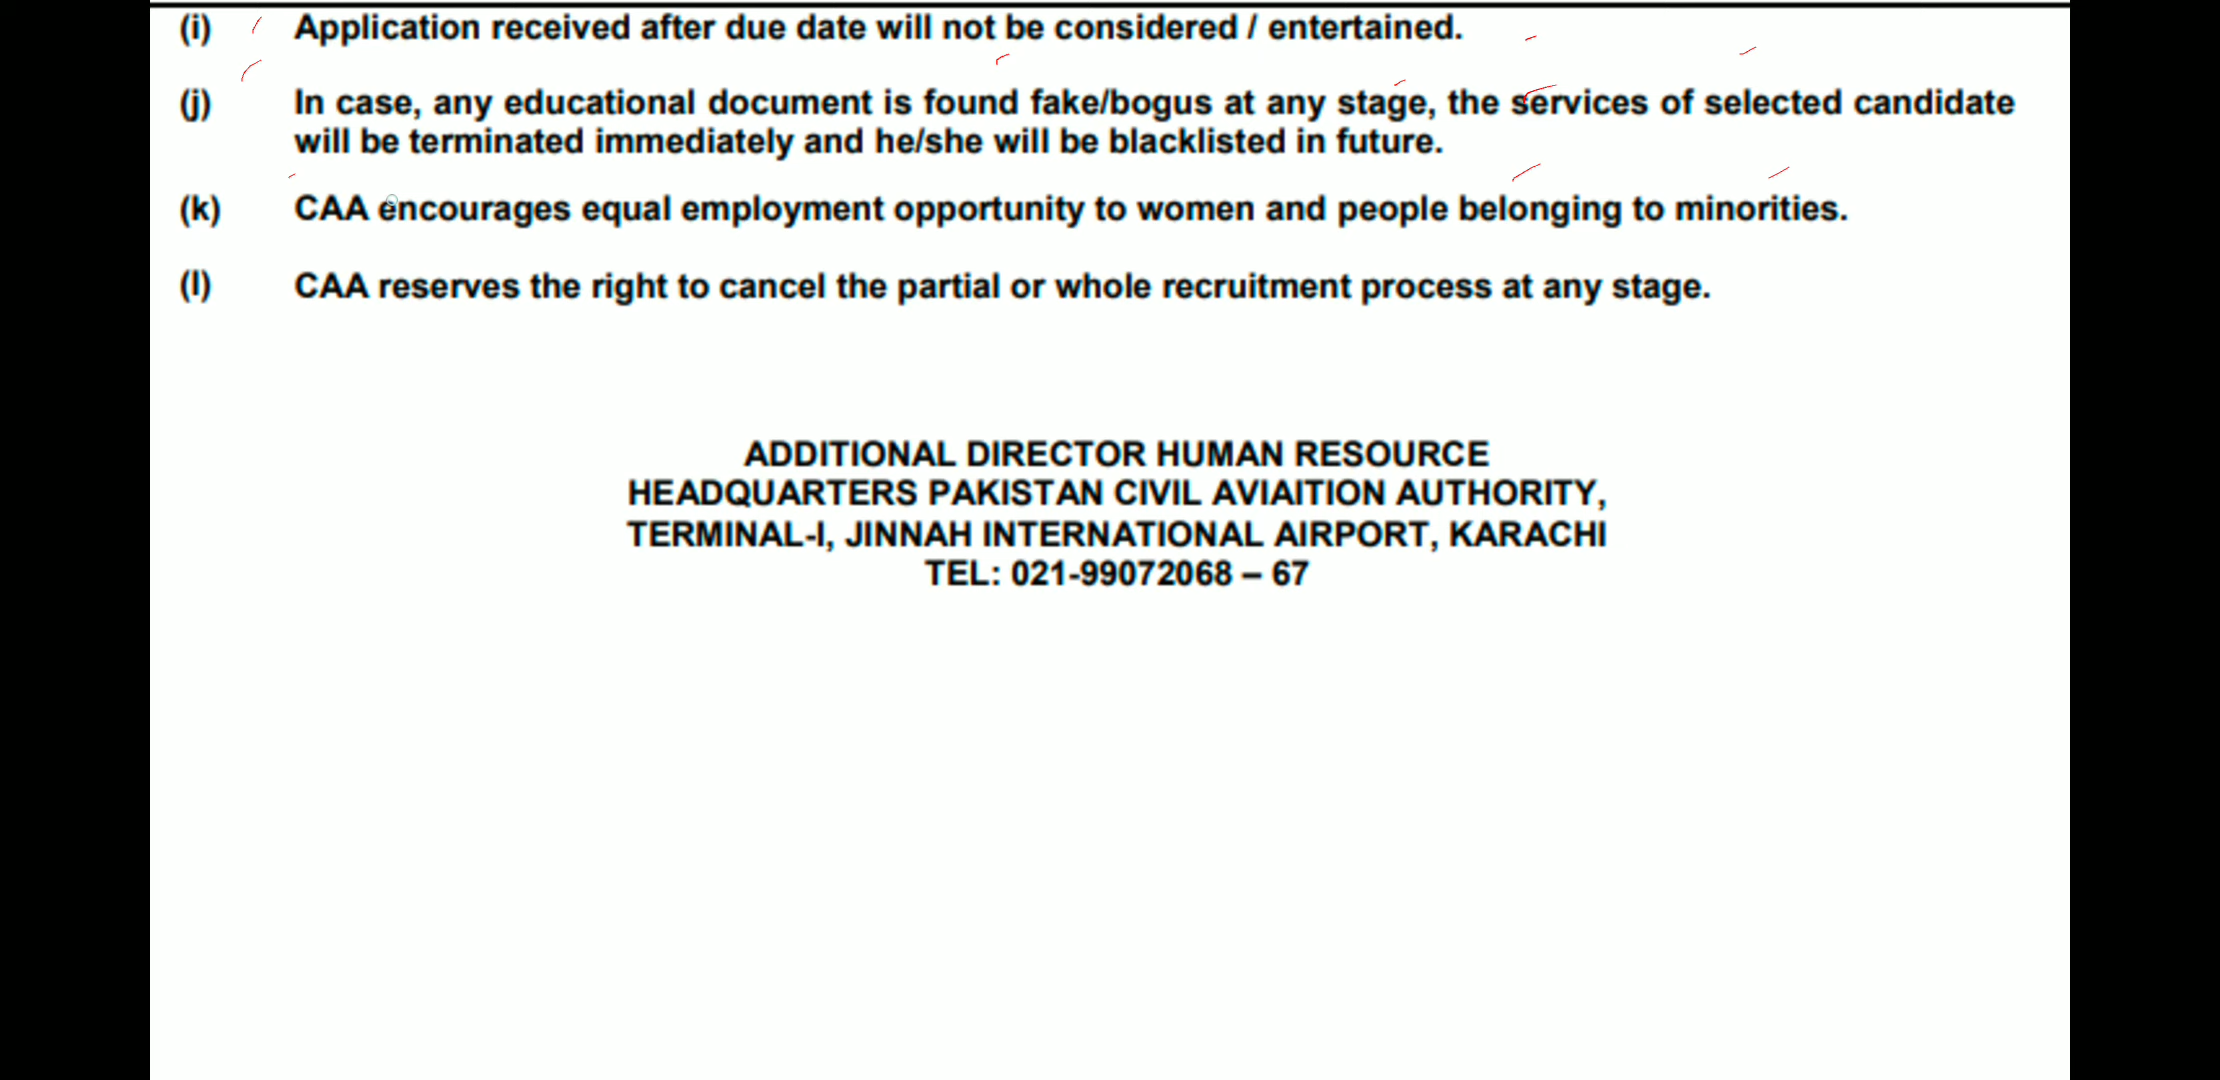 (i) Application received after due date will not be considered / entertained.
(j) In case, any educational document is found fake/bogus at any stage, the services of selected candidate
will be terminated immediately and he/she will be blacklisted in future.
(k) CAA encourages equal employment opportunity to women and people belonging to minorities.
(l) CAA reserves the right to cancel the partial or whole recruitment process at any stage.
ADDITIONAL DIRECTOR HUMAN RESOURCE
HEADQUARTERS PAKISTAN CIVIL AVIAITION AUTHORITY,
TERMINAL-I, JINNAH INTERNATIONAL AIRPORT, KARACHI
TEL: 021-99072068 – 67